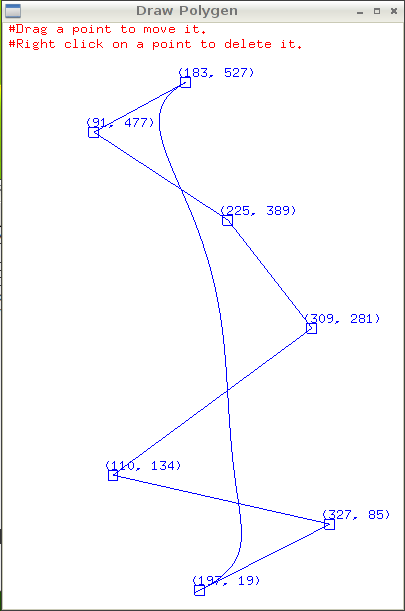 Draw Polygen
#Drag a point to move it.
#Right click on a point to delete it.
(183, 527)
(91, 477)
(225, 389)
(309, 281)
(110, 134)
(327, 85)
(197, 19)